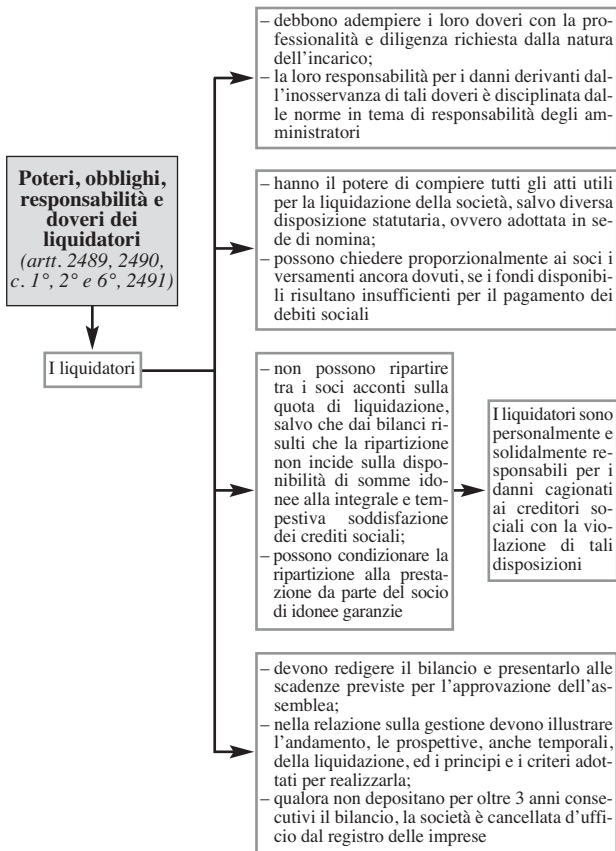 Poteri, obblighi,
responsabilità e
doveri dei
liquidatori
(artt. 2489, 2490,
c. 1°, 2° e 6°, 2491)
I liquidatori
– debbono adempiere i loro doveri con la pro-
fessionalità e diligenza richiesta dalla natura
dell'incarico;
– la loro responsabilità per i danni derivanti dal-
l'inosservanza di tali doveri è disciplinata dal-
le norme in tema di responsabilità degli am-
ministratori
– hanno il potere di compiere tutti gli atti utili
per la liquidazione della società, salvo diversa
disposizione statutaria, ovvero adottata in se-
de di nomina;
– possono chiedere proporzionalmente ai soci i
versamenti ancora dovuti, se i fondi disponibi-
li risultano insufficienti per il pagamento dei
debiti sociali
– non possono ripartire
tra i soci acconti sulla
quota di liquidazione,
salvo che dai bilanci ri-
sulti che la ripartizione
non incide sulla dispo-
nibilità di somme ido-
nee alla integrale e tem-
pestiva soddisfazione
dei crediti sociali;
– possono condizionare la
ripartizione alla presta-
zione da parte del socio
di idonee garanzie
I liquidatori sono
personalmente e
solidalmente re-
sponsabili per i
danni cagionati
ai creditori so-
ciali con la vio-
lazione di tali
disposizioni
– devono redigere il bilancio e presentarlo alle
scadenze previste per l'approvazione dell'as-
semblea;
– nella relazione sulla gestione devono illustrare
l'andamento, le prospettive, anche temporali,
della liquidazione, ed i principi e i criteri adot-
tati per realizzarla;
– qualora non depositano per oltre 3 anni conse-
cutivi il bilancio, la società è cancellata d'uffi-
cio dal registro delle imprese